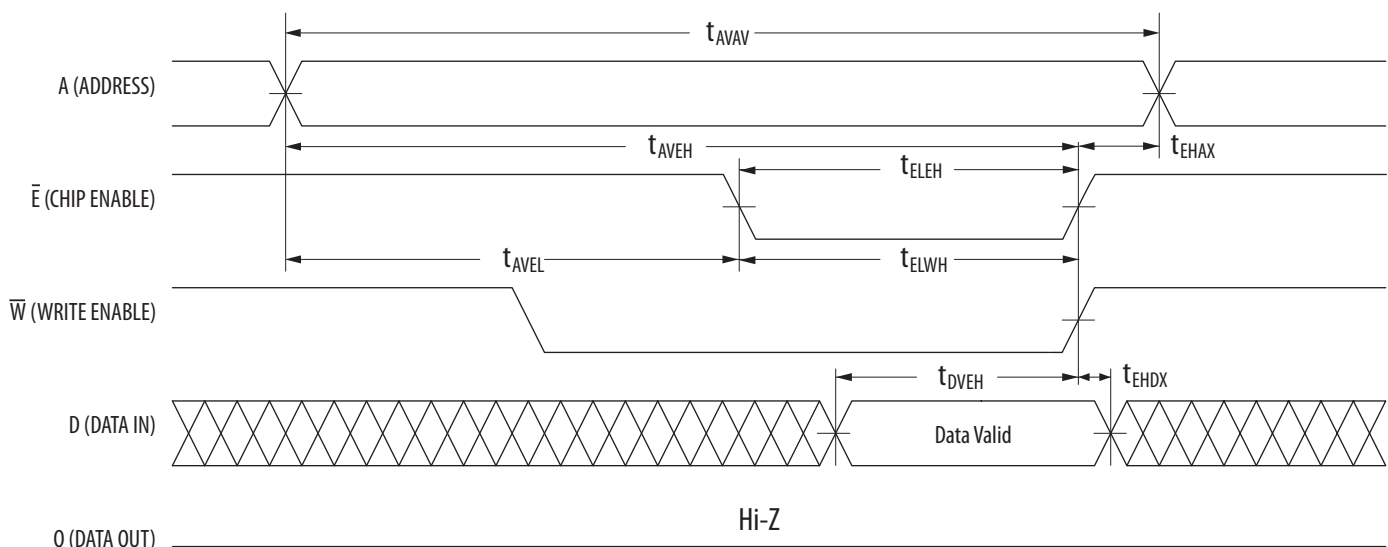 tAVAV
A (ADDRESS)
tAVEH
tEHAX
tELEH
E̅ (CHIP ENABLE)
tAVEL
tELWH
W̅ (WRITE ENABLE)
tDVEH
tEHDX
D (DATA IN)
Data Valid
Hi-Z
O (DATA OUT)